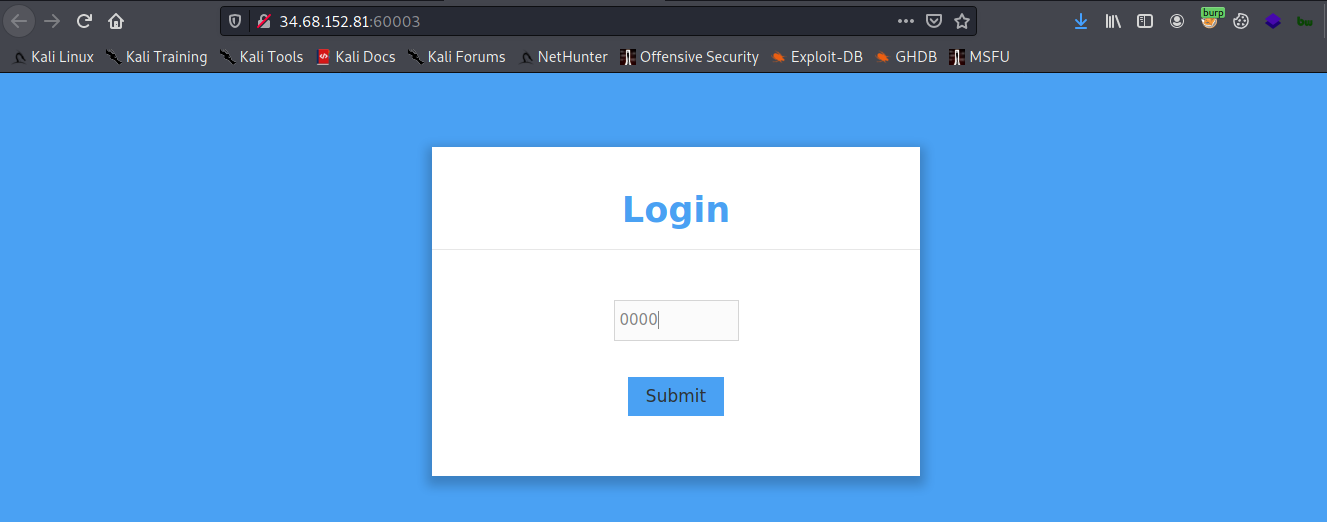 34.68.152.81:60003
burp
bw
Kali Linux Kali Training Kali Tools Kali Docs Kali Forums NetHunter Offensive Security Exploit-DB GHDB MSFU
Login
0000
Submit